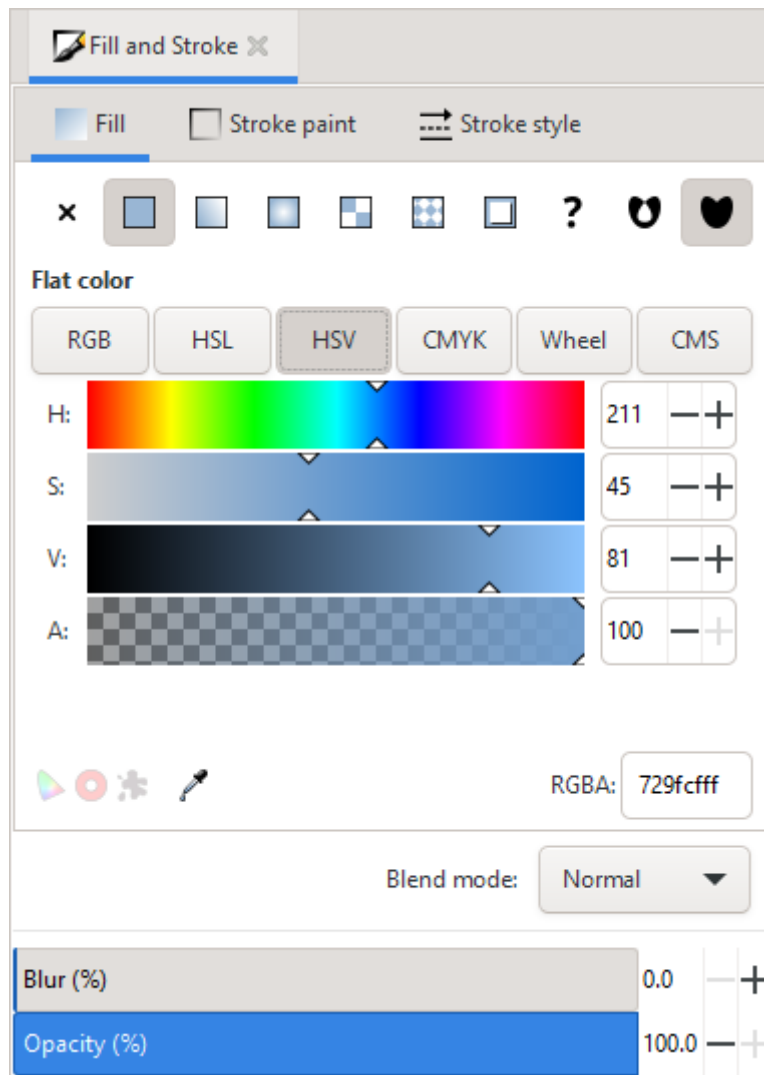 Fill and Stroke
Fill Stroke paint Stroke style
?
Flat color
RGB HSL HSV CMYK Wheel CMS
H: 211
S: 45
V: 81
A: 100
RGBA: 729fcfff
Blend mode: Normal
Blur (%) 0.0
Opacity (%) 100.0